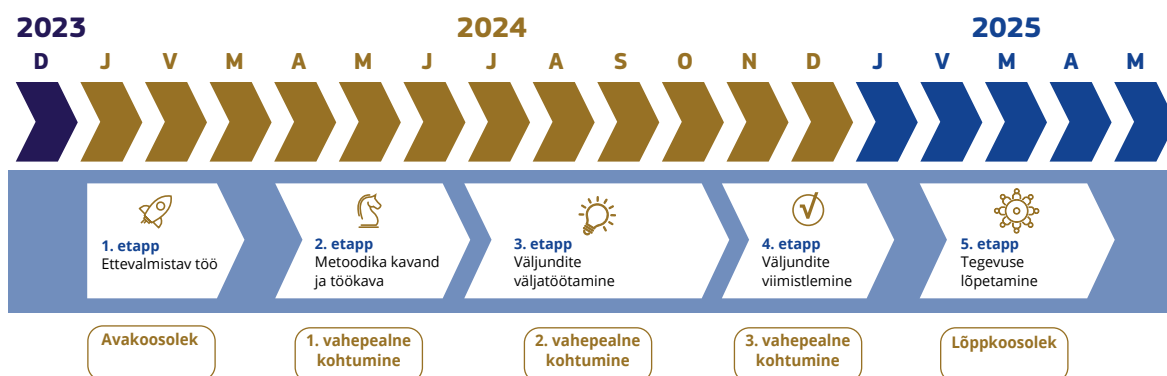 2023 2024 2025
D J V M A M J J A S O N D J V M A M
1. etapp
Ettevalmistav töö
2. etapp
Metoodika kavand
ja töökava
3. etapp
Väljundite
väljatöötamine
4. etapp
Väljundite
viimistlemine
5. etapp
Tegevuse
lõpetamine
Avakoosolek
1. vahepealne
kohtumine
2. vahepealne
kohtumine
3. vahepealne
kohtumine
Lõppkoosolek